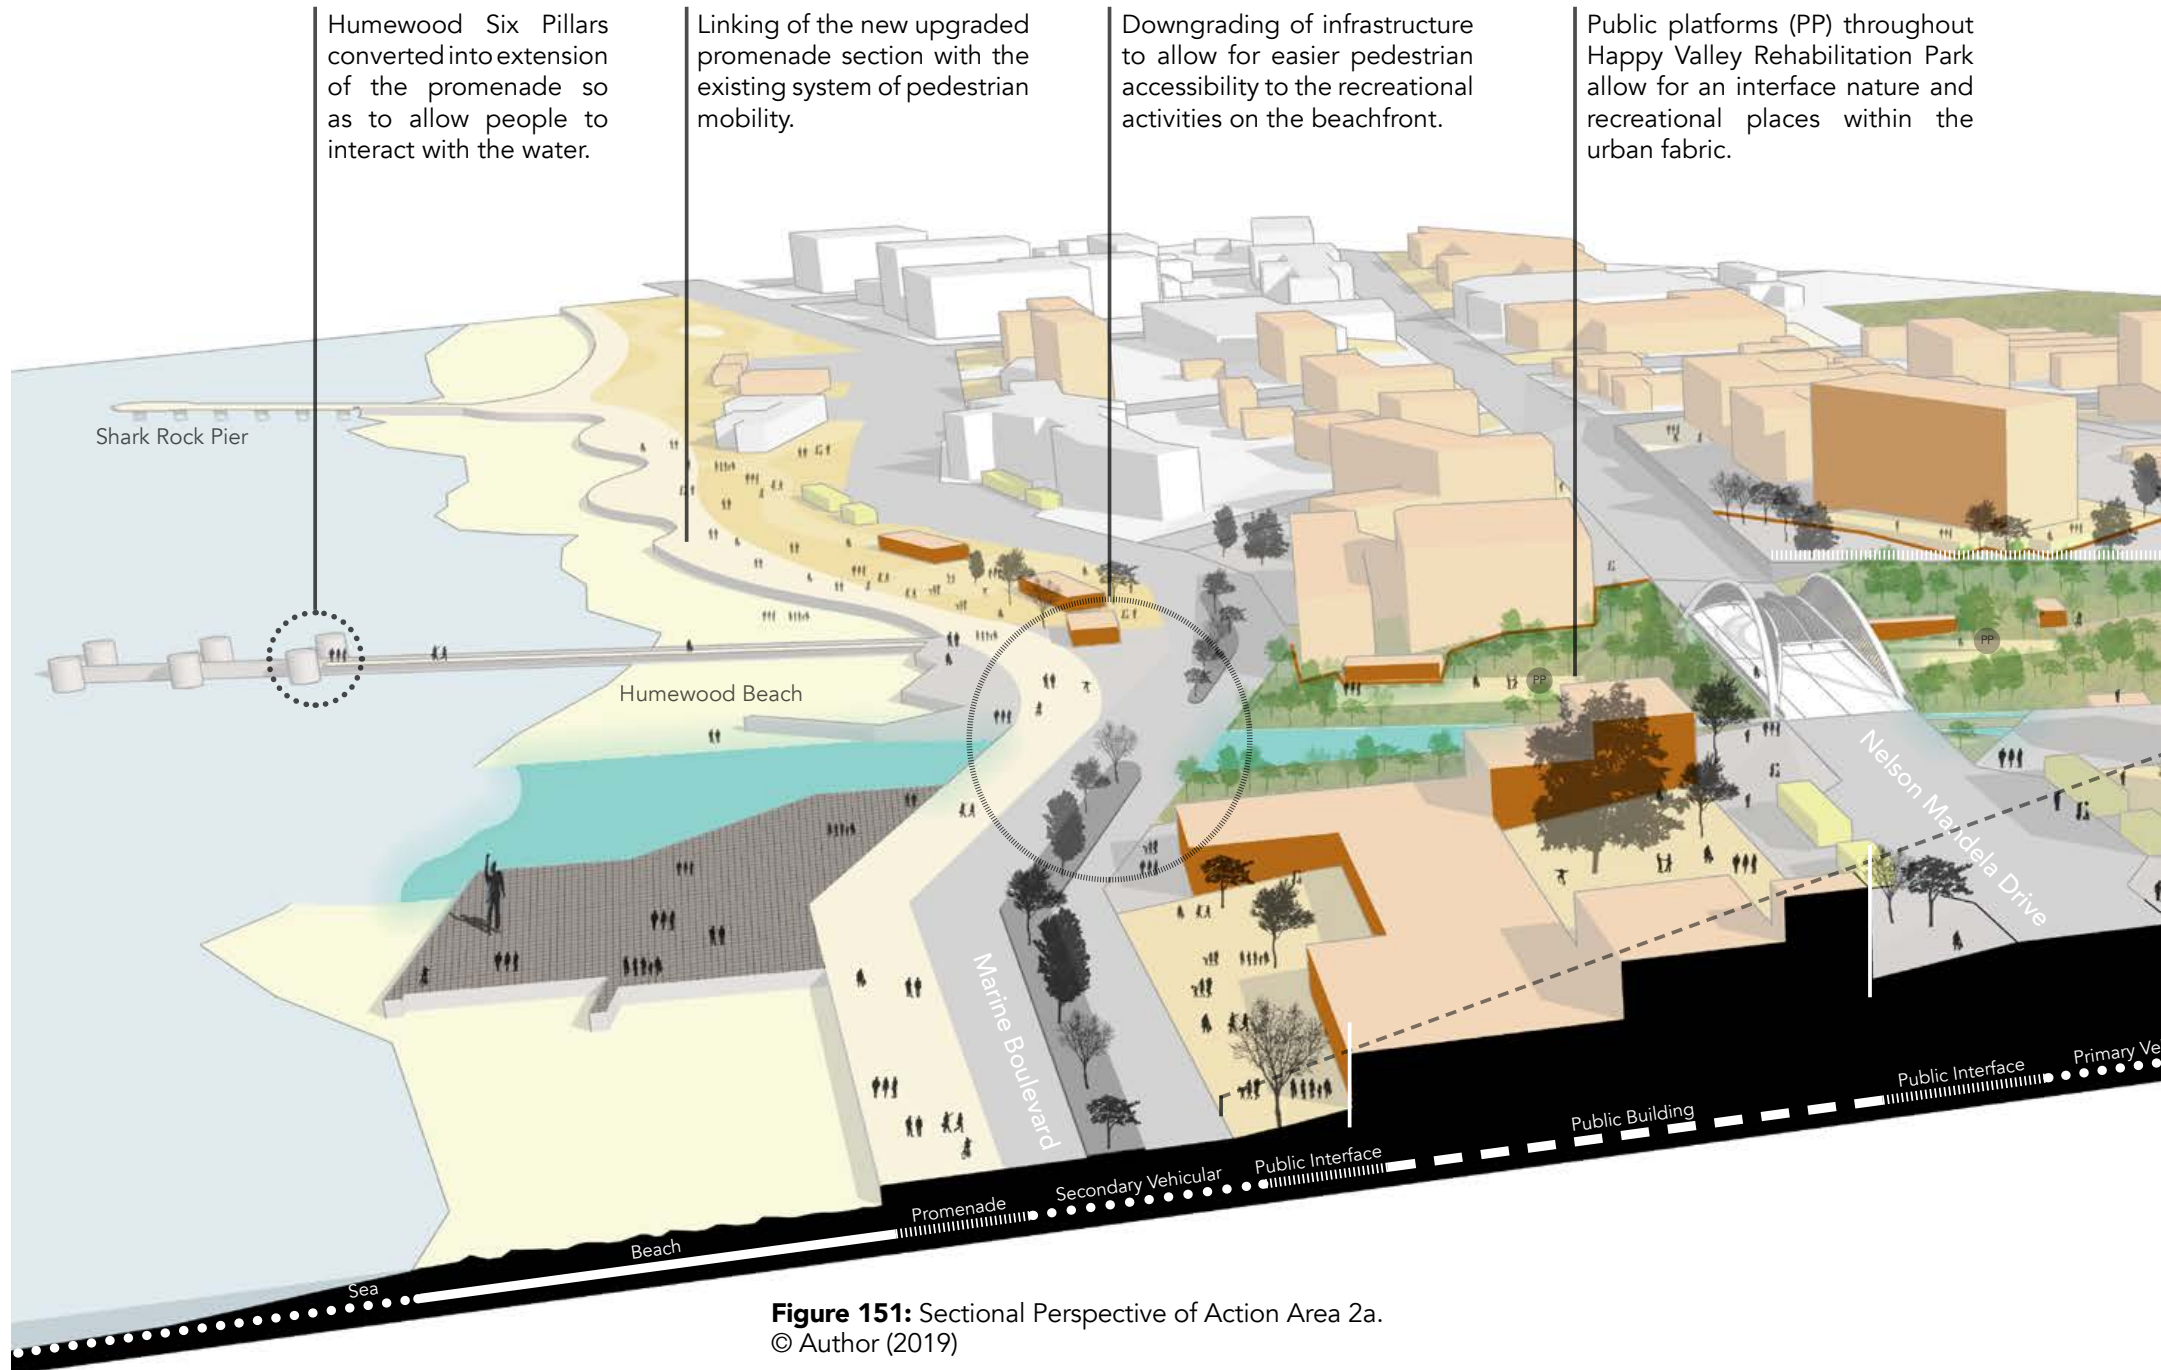 Humewood Six Pillars
converted into extension
of the promenade so
as to allow people to
interact with the water.
Linking of the new upgraded
promenade section with the
existing system of pedestrian
mobility.
Downgrading of infrastructure
to allow for easier pedestrian
accessibility to the recreational
activities on the beachfront.
Public platforms (PP) throughout
Happy Valley Rehabilitation Park
allow for an interface nature and
recreational places within the
urban fabric.
Shark Rock Pier
Humewood Beach
PP
PP
Nelson Mandela Drive
Marine Boulevard
Sea
Beach
Promenade
Secondary Vehicular
Public Interface
Public Building
Public Interface
Primary Ve
Figure 151: Sectional Perspective of Action Area 2a.
© Author (2019)